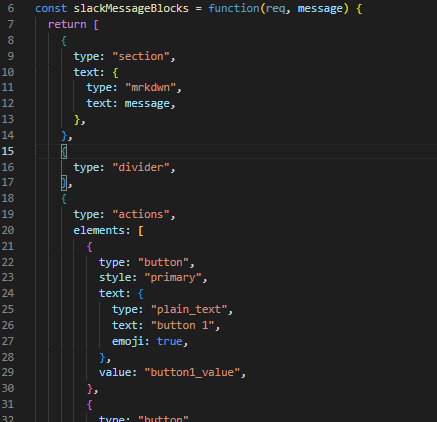 6 const slackMessageBlocks = function(req, message) {
7 return [
8 {
9 type: "section",
10 text: {
11 type: "mrkdwn",
12 text: message,
13 },
14 },
15 {
16 type: "divider",
17 },
18 {
19 type: "actions",
20 elements: [
21 {
22 type: "button",
23 style: "primary",
24 text: {
25 type: "plain_text",
26 text: "button 1",
27 emoji: true,
28 },
29 value: "button1_value",
30 },
31 {
32 type: "button"